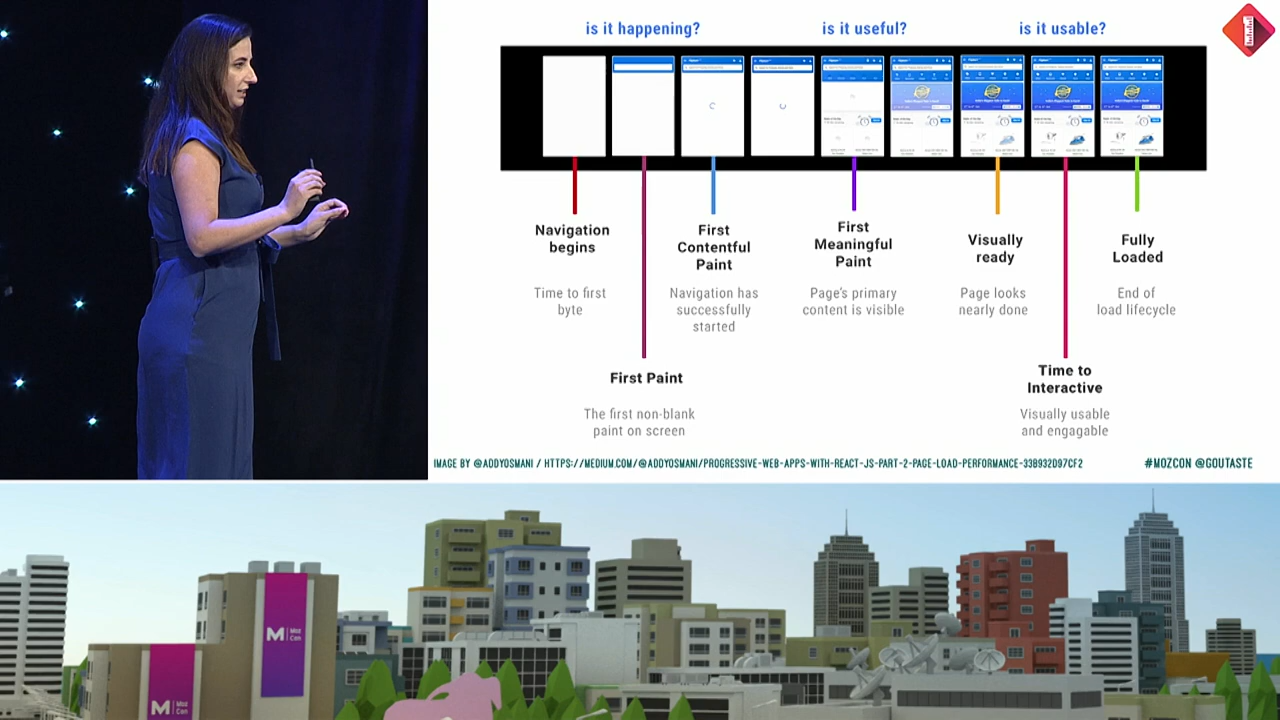 is it happening?
is it useful?
is it usable?
Navigation
begins
Time to first
byte
First Paint
The first non-blank
paint on screen
First
Contentful
Paint
Navigation has
successfully
started
First
Meaningful
Paint
Page's primary
content is visible
Visually
ready
Page looks
nearly done
Time to
Interactive
Visually usable
and engagable
Fully
Loaded
End of
load lifecycle
IMAGE BY @ADDYOSMANI / HTTPS://MEDIUM.COM/@ADDYOSMANI/PROGRESSIVE-WEB-APPS-WITH-REACT-JS-PART-2-PAGE-LOAD-PERFORMANCE-33B932D97CF2
#MOZCON @GOUTASTE
M Moz
Con
M Moz
Con